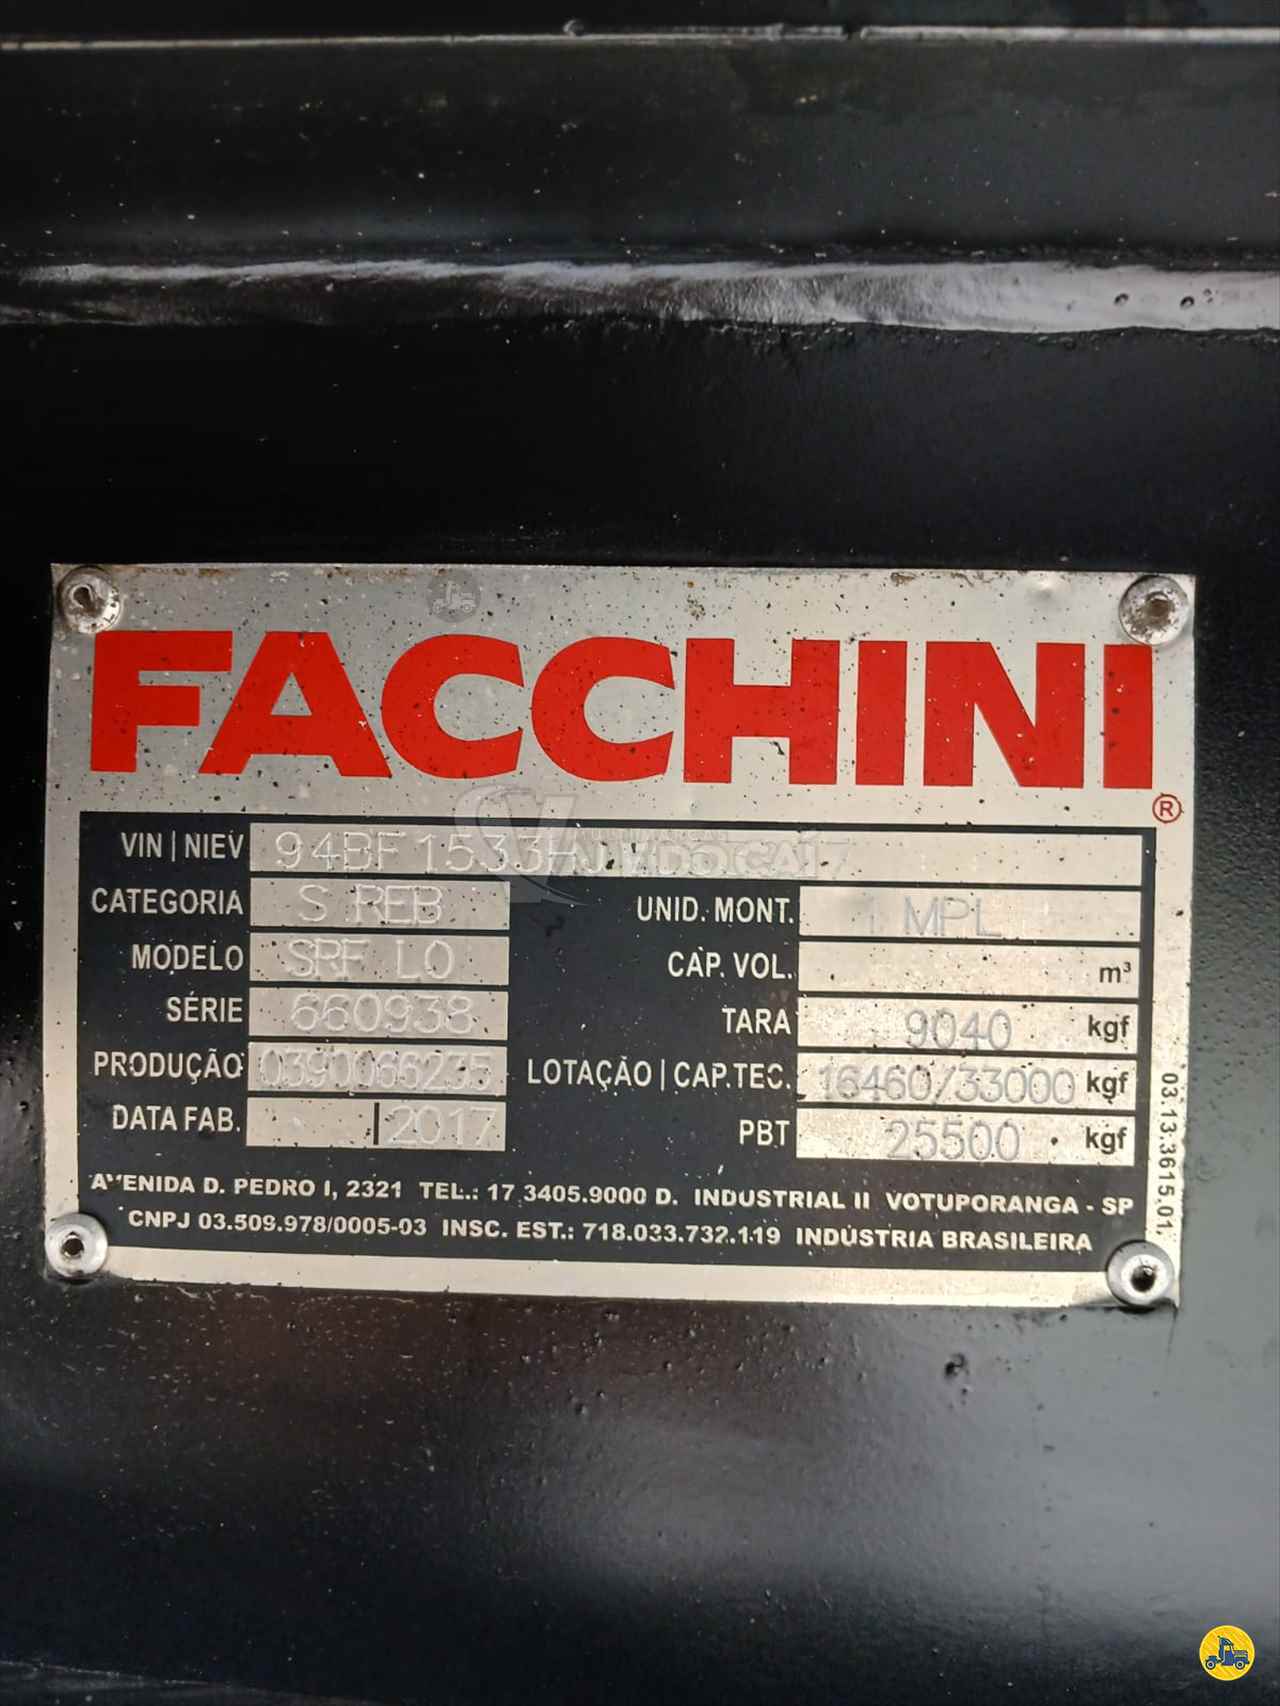 FACCHINI
®
VIN | NIEV 94BF1533H
CATEGORIA S REB
UNID. MONT. 1 MPL
MODELO SRF LO
CAP. VOL. m³
SÉRIE 660938
TARA 9040 kgf
PRODUÇÃO 0390066235
LOTAÇÃO | CAP.TEC. 16460/33000 kgf
DATA FAB. | 2017
PBT 25500 kgf
03.13.3615.01
AVENIDA D. PEDRO I, 2321 TEL.: 17 3405.9000 D. INDUSTRIAL II VOTUPORANGA - SP
CNPJ 03.509.978/0005-03 INSC. EST.: 718.033.732.119 INDÚSTRIA BRASILEIRA